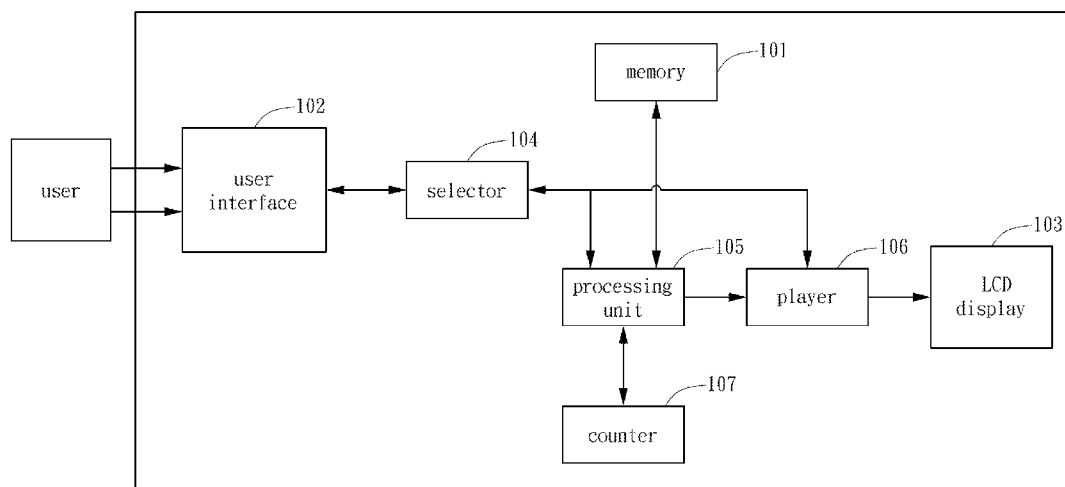 101
memory
102
104
user
user
interface
selector
103
105
106
processing
unit
player
LCD
display
107
counter